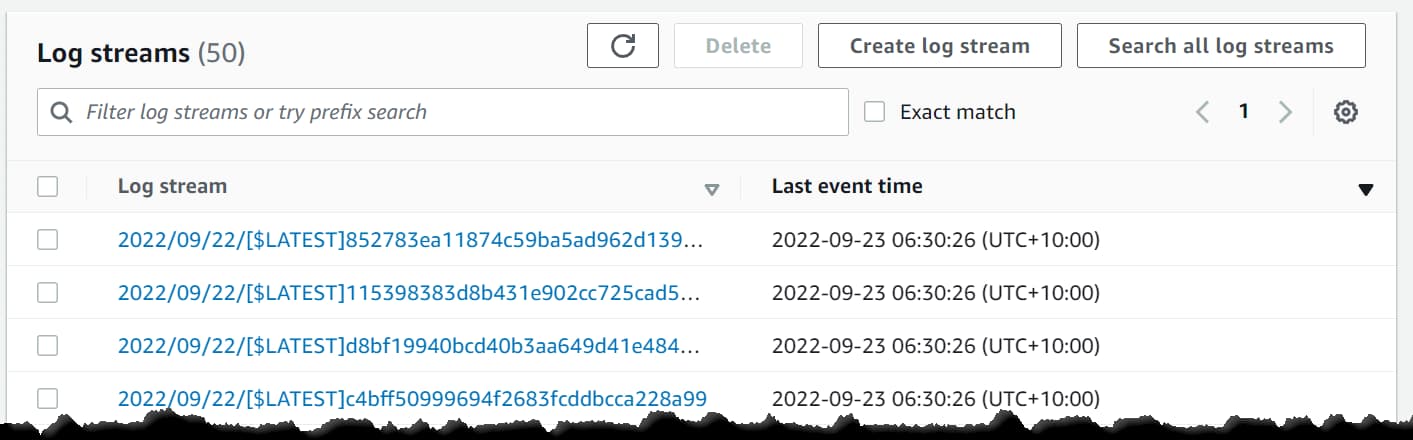 Log streams (50)
Delete
Create log stream
Search all log streams
Filter log streams or try prefix search
Exact match
1
Log stream
Last event time
2022/09/22/[$LATEST]852783ea11874c59ba5ad962d139...
2022-09-23 06:30:26 (UTC+10:00)
2022/09/22/[$LATEST]115398383d8b431e902cc725cad5...
2022-09-23 06:30:26 (UTC+10:00)
2022/09/22/[$LATEST]d8bf19940bcd40b3aa649d41e484...
2022-09-23 06:30:26 (UTC+10:00)
2022/09/22/[$LATEST]c4bff50999694f2683fcddbcca228a99
2022-09-23 06:30:26 (UTC+10:00)